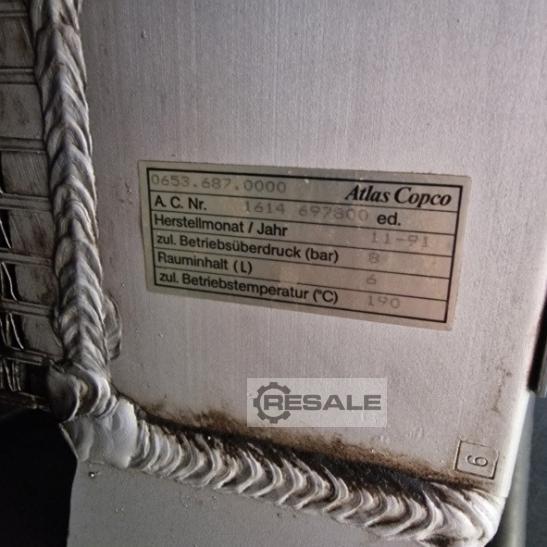 0653.687.0000 Atlas Copco
A. C. Nr. 1614 697800 ed.
Herstellmonat / Jahr 11-91
zul. Betriebsüberdruck (bar) 8
Rauminhalt (L) 6
zul. Betriebstemperatur (°C) 190
RESALE
6